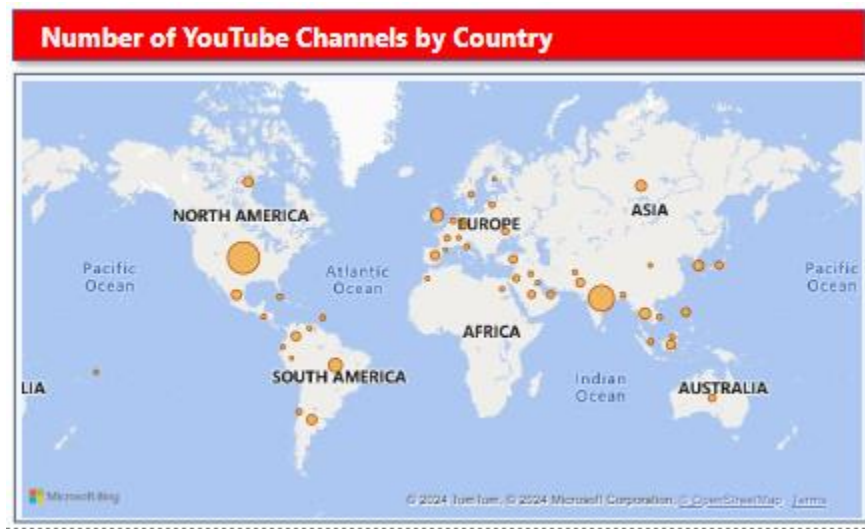 Number of YouTube Channels by Country
NORTH AMERICA
EUROPE
ASIA
Pacific
Ocean
Atlantic
Ocean
Pacific
Ocean
AFRICA
SOUTH AMERICA
Indian
Ocean
LIA
AUSTRALIA
Microsoft Bing
© 2024 TomTom, © 2024 Microsoft Corporation, © OpenStreetMap Terms